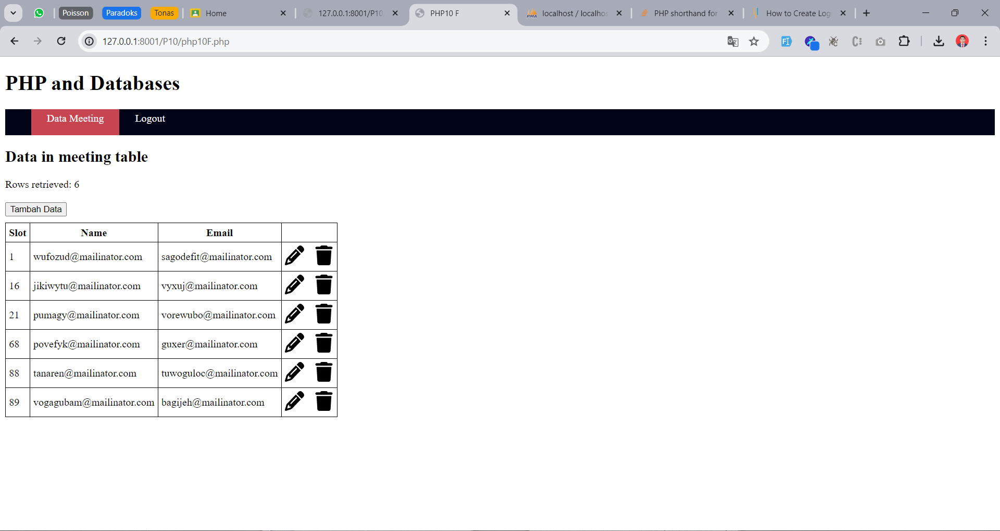 Poisson Paradoks Tonas Home 127.0.0.1:8001/P10 PHP10 F localhost / localhos PHP shorthand for How to Create Log
127.0.0.1:8001/P10/php10F.php
PHP and Databases
Data Meeting Logout
Data in meeting table
Rows retrieved: 6
Tambah Data
Slot Name Email
1 wufozud@mailinator.com sagodefit@mailinator.com
16 jikiwytu@mailinator.com vyxuj@mailinator.com
21 pumagy@mailinator.com vorewubo@mailinator.com
68 povefyk@mailinator.com guxer@mailinator.com
88 tanaren@mailinator.com tuwoguloc@mailinator.com
89 vogagubam@mailinator.com bagijeh@mailinator.com